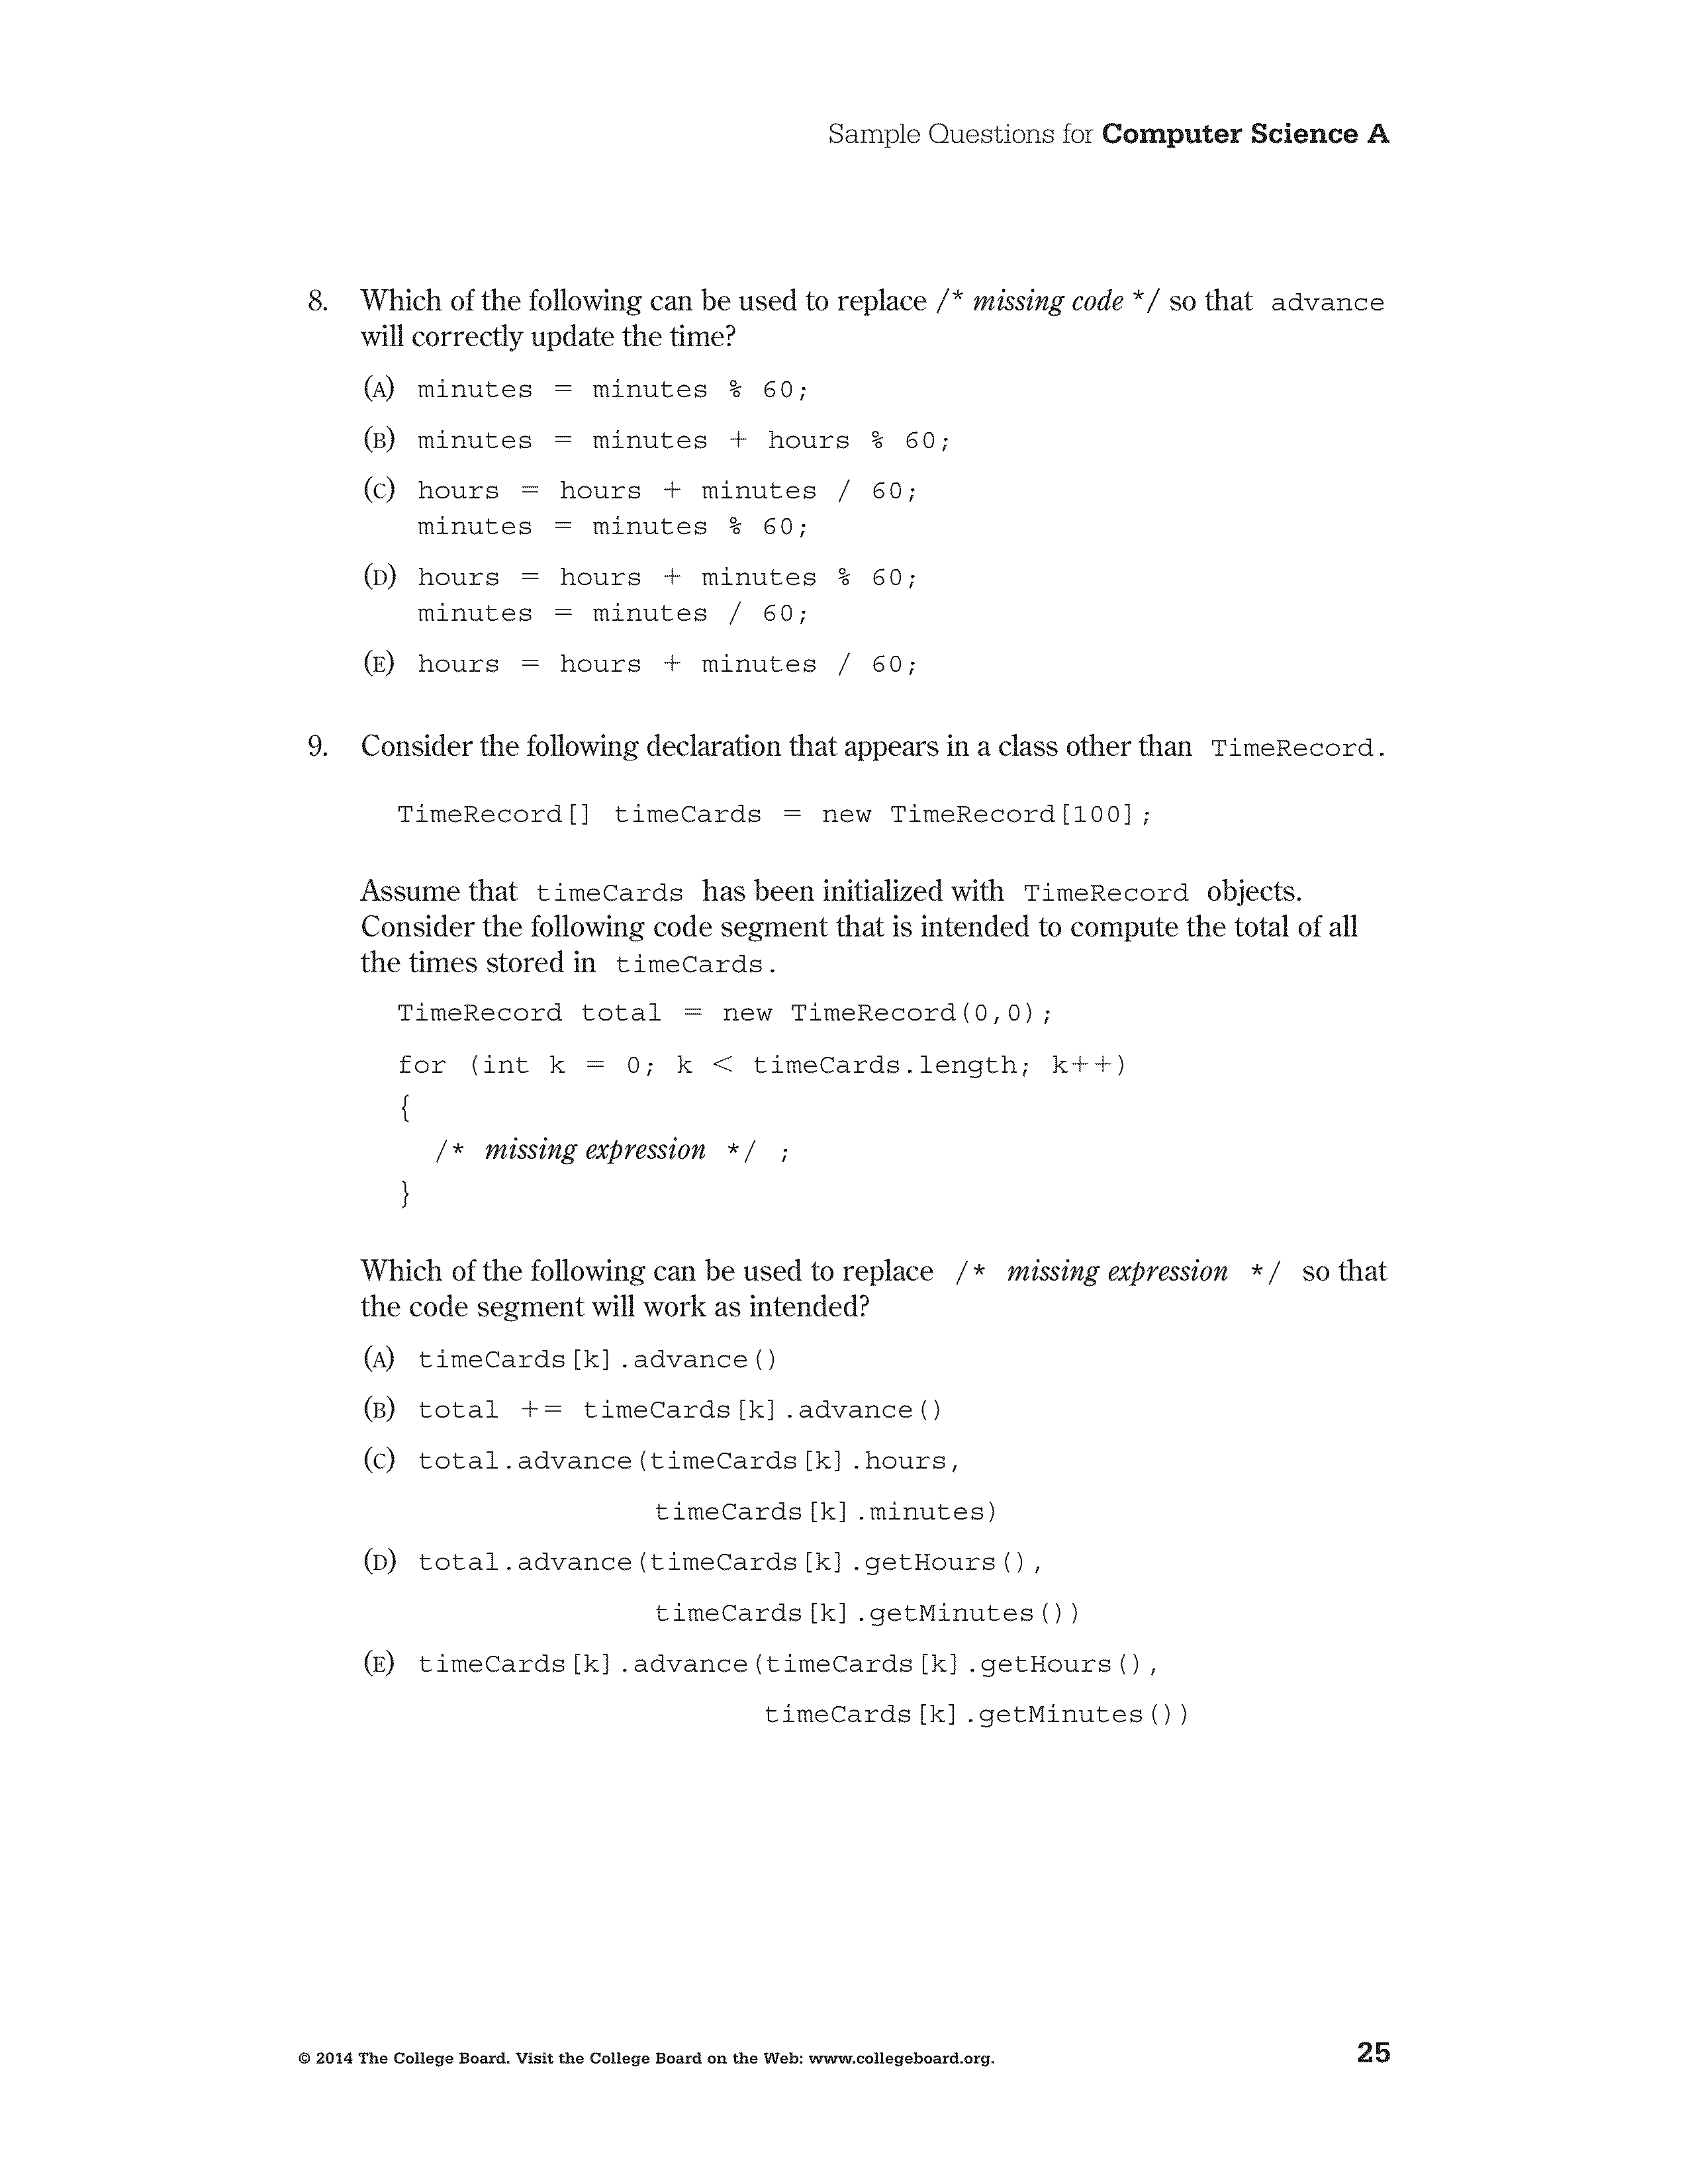 Sample Questions for Computer Science A
8. Which of the following can be used to replace /* missing code */ so that advance
will correctly update the time?
(A) minutes = minutes % 60;
(B) minutes = minutes + hours % 60;
(C) hours = hours + minutes / 60;
minutes = minutes % 60;
(D) hours = hours + minutes % 60;
minutes = minutes / 60;
(E) hours = hours + minutes / 60;
9. Consider the following declaration that appears in a class other than TimeRecord.
TimeRecord[] timeCards = new TimeRecord[100];
Assume that timeCards has been initialized with TimeRecord objects.
Consider the following code segment that is intended to compute the total of all
the times stored in timeCards.
TimeRecord total = new TimeRecord(0,0);
for (int k = 0; k < timeCards.length; k++)
{
/* missing expression */ ;
}
Which of the following can be used to replace /* missing expression */ so that
the code segment will work as intended?
(A) timeCards[k].advance()
(B) total += timeCards[k].advance()
(C) total.advance(timeCards[k].hours,
timeCards[k].minutes)
(D) total.advance(timeCards[k].getHours(),
timeCards[k].getMinutes())
(E) timeCards[k].advance(timeCards[k].getHours(),
timeCards[k].getMinutes())
© 2014 The College Board. Visit the College Board on the Web: www.collegeboard.org.
25